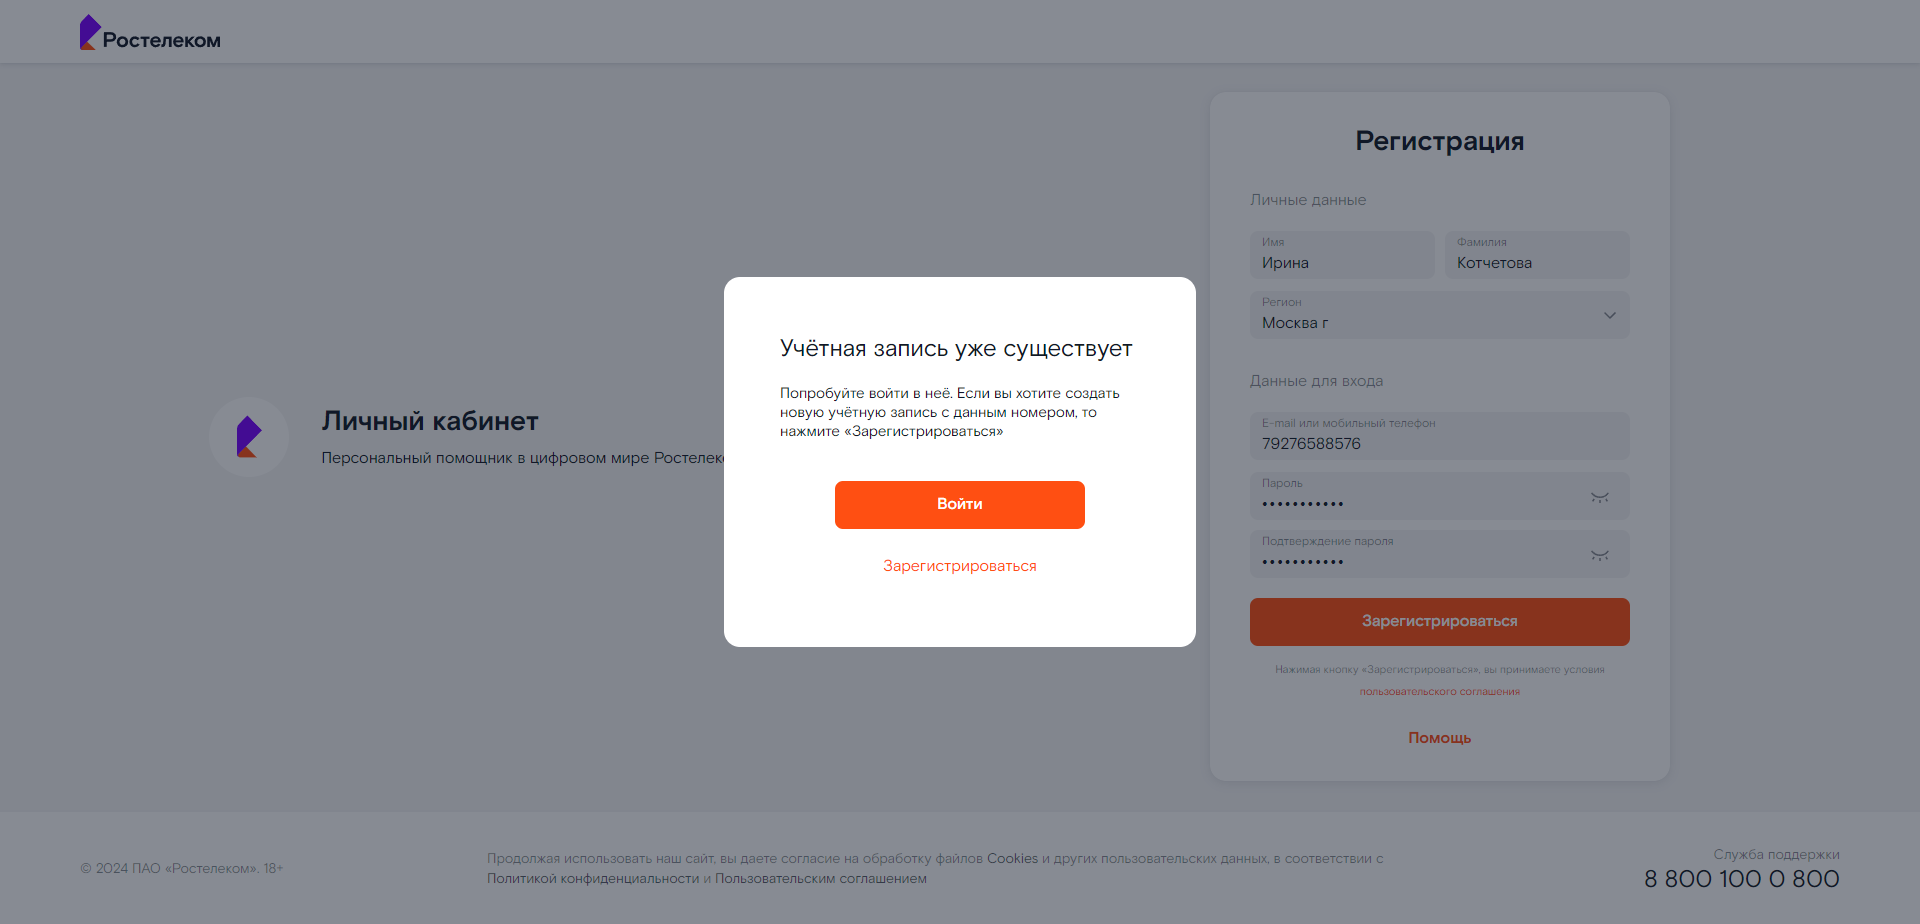 Ростелеком
Личный кабинет
Персональный помощник в цифровом мире
Учётная запись уже существует
Попробуйте войти в неё. Если вы хотите создать
новую учётную запись с данным номером, то
нажмите «Зарегистрироваться»
Войти
Зарегистрироваться
Регистрация
Личные данные
Имя
Ирина
Фамилия
Котчетова
Регион
Москва г
Данные для входа
E-mail или мобильный телефон
79276588576
Пароль
•••••••••••
Подтверждение пароля
•••••••••••
Зарегистрироваться
Нажимая кнопку «Зарегистрироваться», вы принимаете условия
пользовательского соглашения
Помощь
© 2024 ПАО «Ростелеком». 18+
Продолжая использовать наш сайт, вы даете согласие на обработку файлов Cookies и других пользовательских данных, в соответствии с
Политикой конфиденциальности и Пользовательским соглашением
Служба поддержки
8 800 100 0 800